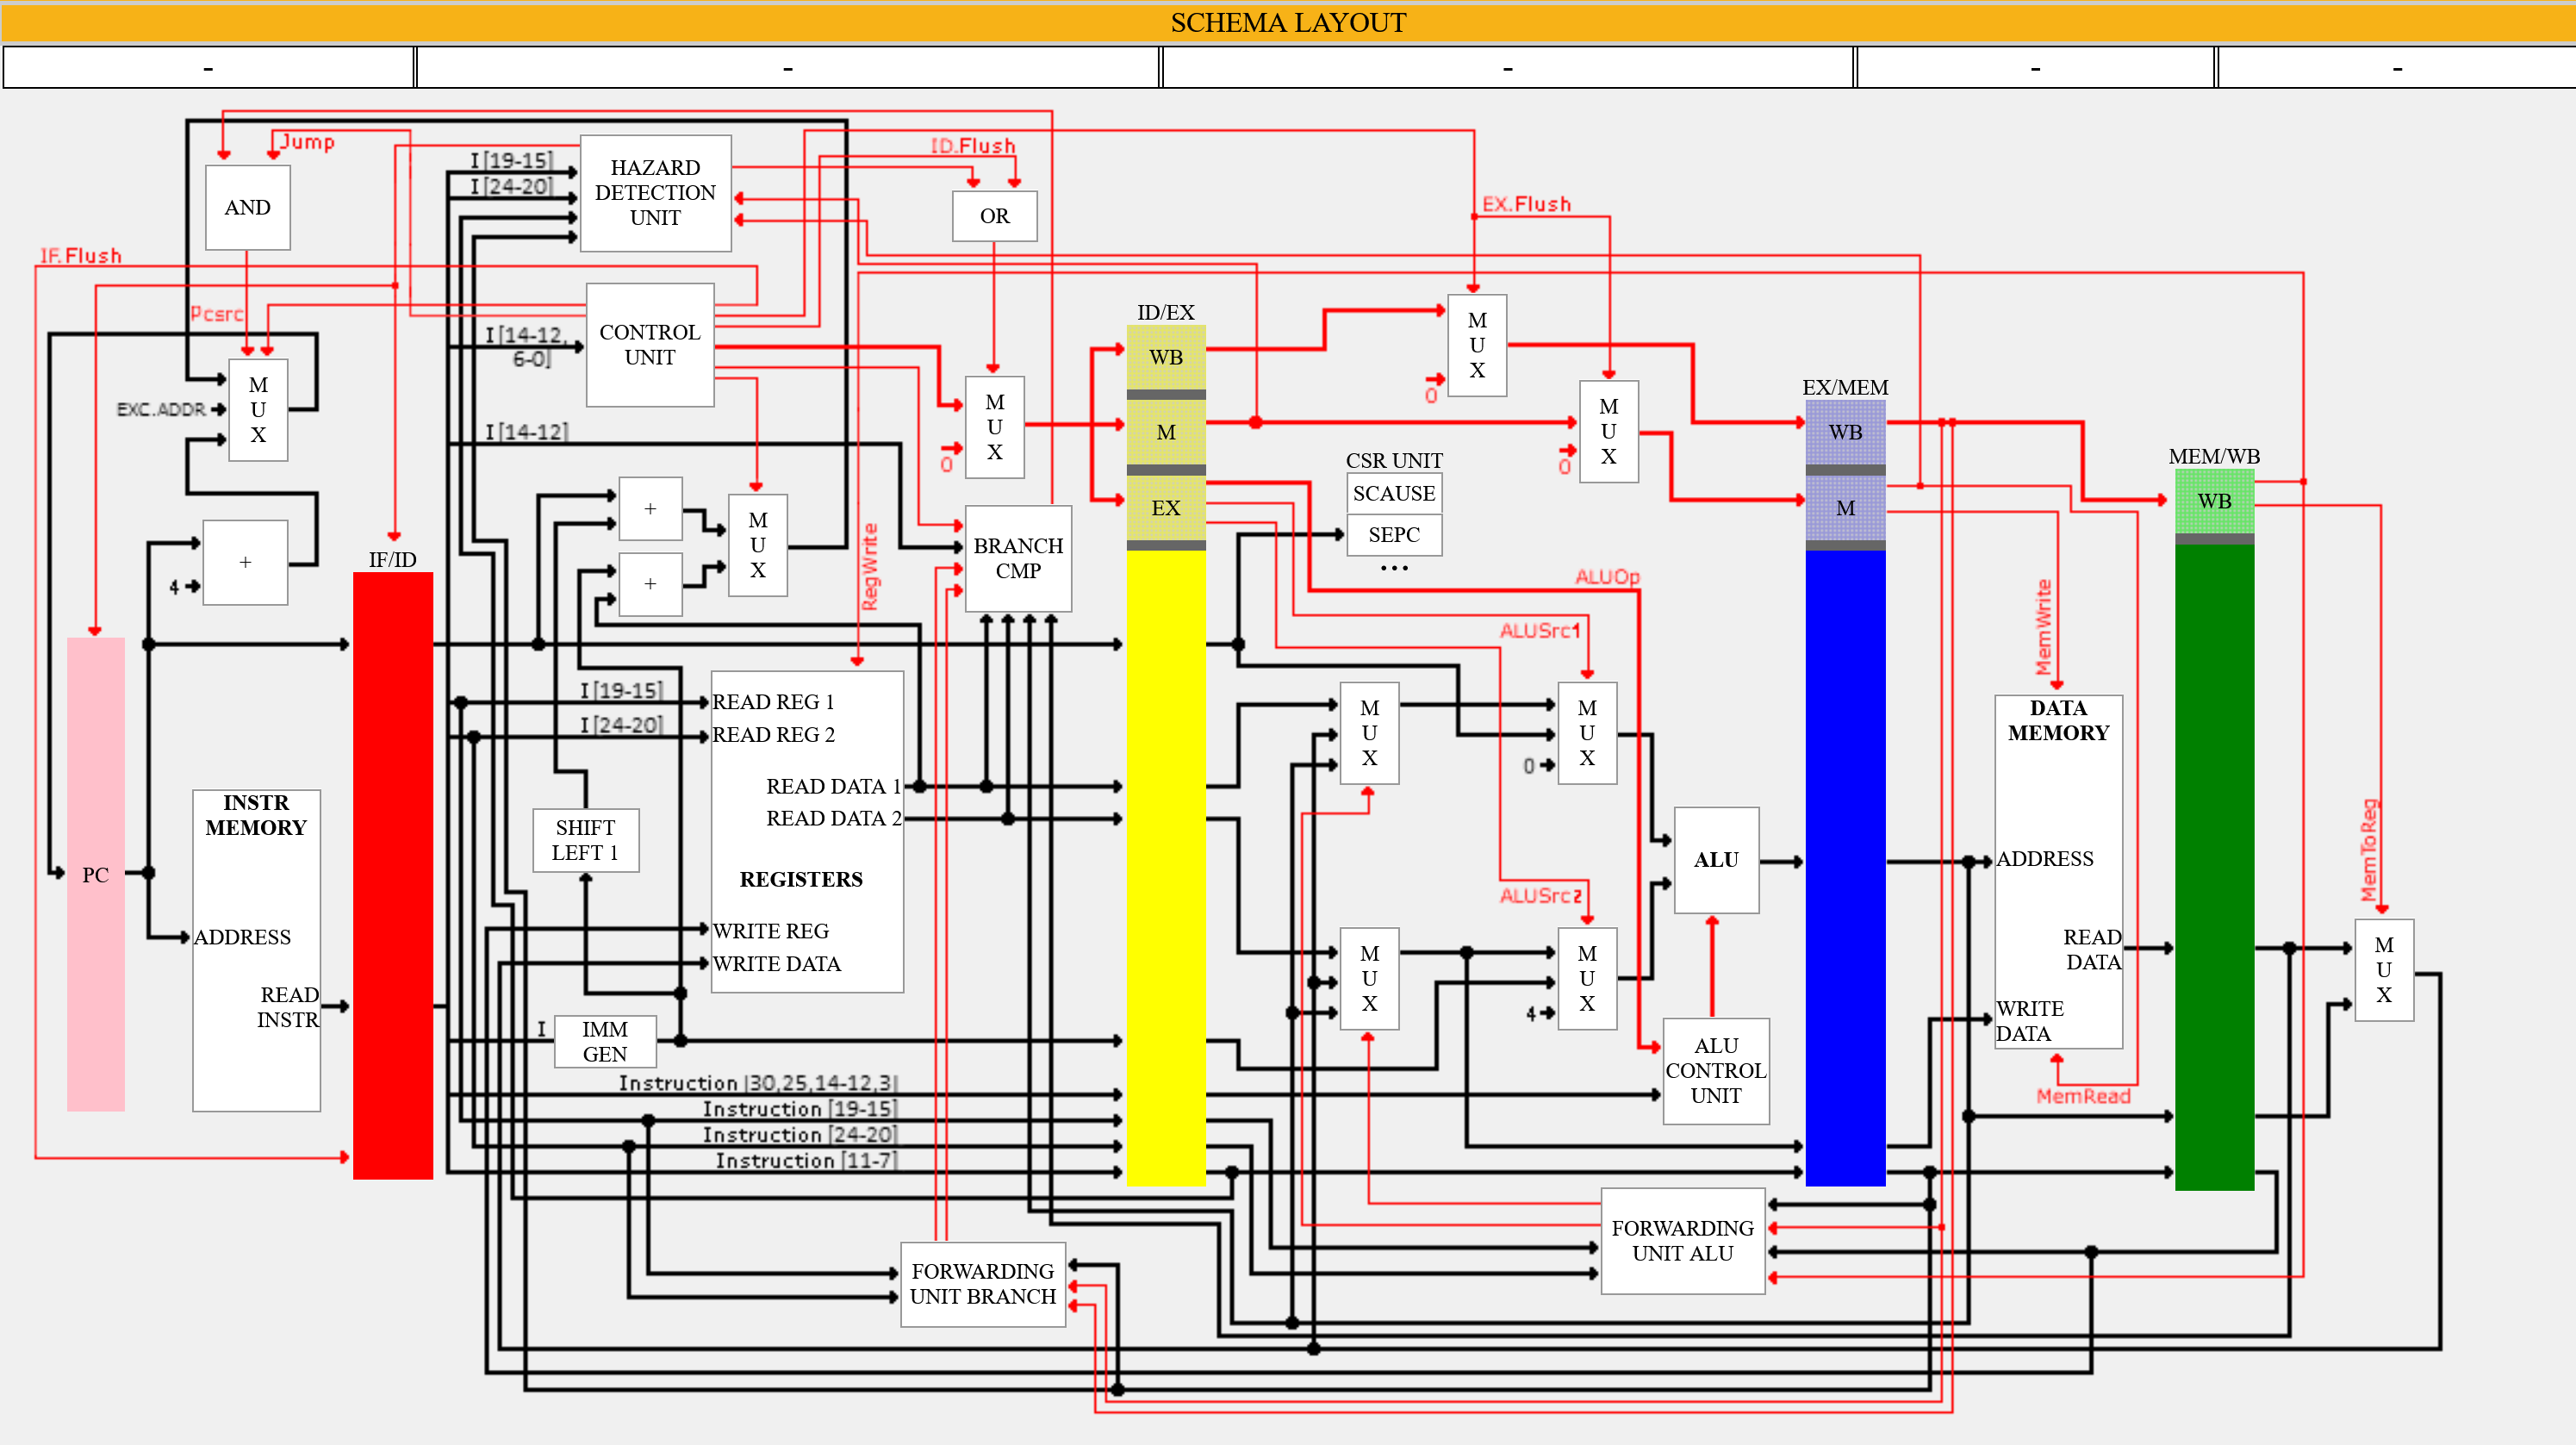 SCHEMA LAYOUT
-
-
-
-
-
Jump
I [19-15]
I [24-20]
HAZARD
DETECTION
UNIT
ID.Flush
AND
OR
EX.Flush
IF.Flush
Pcsrc
I [14-12,
6-0]
CONTROL
UNIT
ID/EX
WB
M
EX
M
U
X
0
M
U
X
EXC.ADDR
M
U
X
0
M
U
X
0
EX/MEM
WB
M
I [14-12]
CSR UNIT
SCAUSE
SEPC
...
MEM/WB
WB
+
4
IF/ID
+
+
M
U
X
RegWrite
BRANCH
CMP
ALUOp
ALUSrc1
MemWrite
PC
INSTR
MEMORY
ADDRESS
READ
INSTR
I [19-15]
I [24-20]
READ REG 1
READ REG 2
READ DATA 1
READ DATA 2
REGISTERS
WRITE REG
WRITE DATA
SHIFT
LEFT 1
I
IMM
GEN
M
U
X
M
U
X
0
ALU
ALUSrc2
M
U
X
M
U
X
4
ALU
CONTROL
UNIT
DATA
MEMORY
ADDRESS
READ
DATA
WRITE
DATA
MemRead
MemToReg
M
U
X
Instruction [30,25,14-12,3]
Instruction [19-15]
Instruction [24-20]
Instruction [11-7]
FORWARDING
UNIT ALU
FORWARDING
UNIT BRANCH